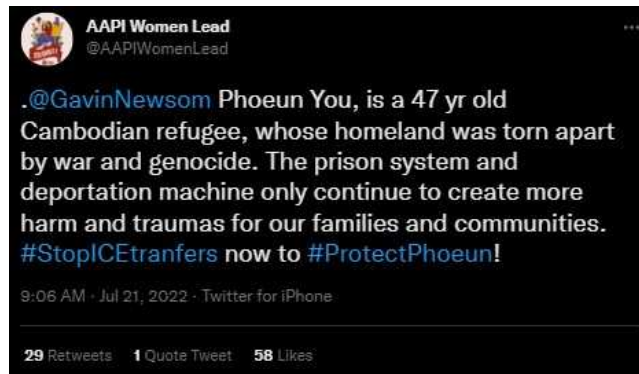 AAPI Women Lead
@AAPIWomenLead
.@GavinNewsom Phoeun You, is a 47 yr old
Cambodian refugee, whose homeland was torn apart
by war and genocide. The prison system and
deportation machine only continue to create more
harm and traumas for our families and communities.
#StopICEtranfers now to #ProtectPhoeun!
9:06 AM · Jul 21, 2022 · Twitter for iPhone
29 Retweets 1 Quote Tweet 58 Likes